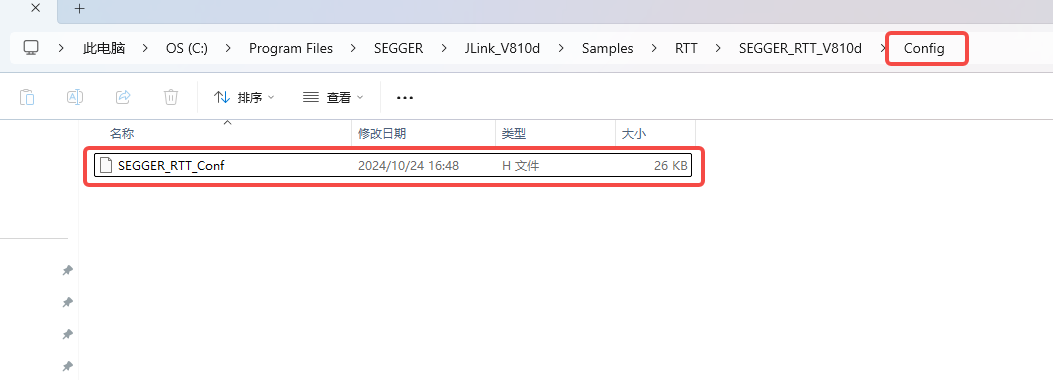 此电脑 OS (C:) Program Files SEGGER JLink_V810d Samples RTT SEGGER_RTT_V810d Config
排序 查看
名称 修改日期 类型 大小
SEGGER_RTT_Conf 2024/10/24 16:48 H 文件 26 KB